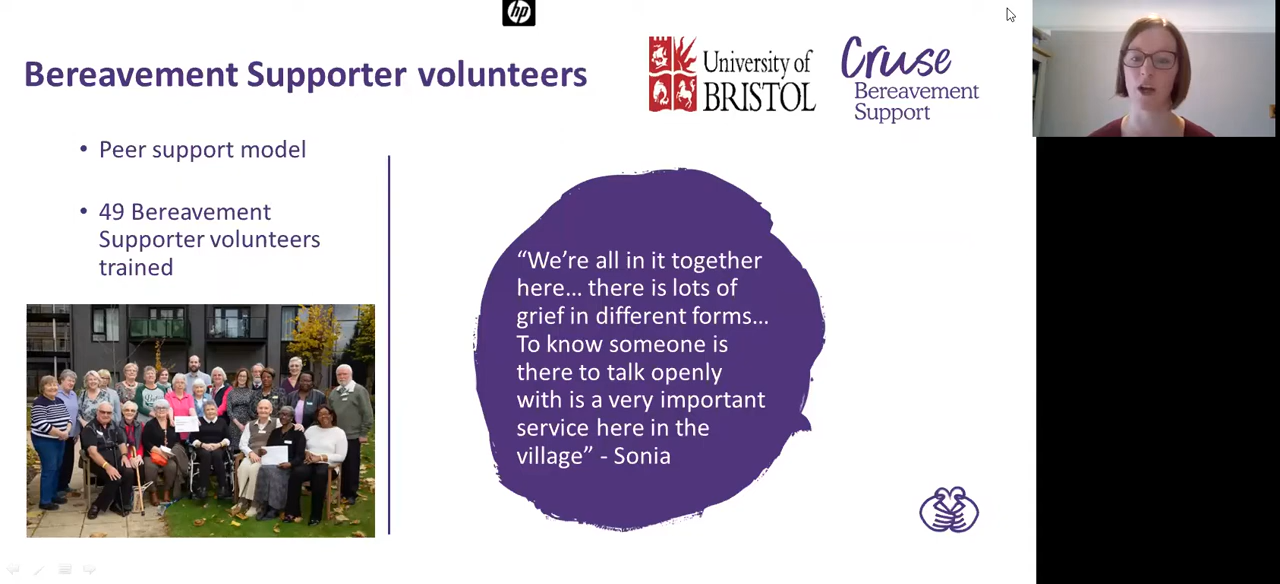 hp
Bereavement Supporter volunteers
University of
BRISTOL
Cruse
Bereavement
Support
• Peer support model
• 49 Bereavement
Supporter volunteers
trained
“We’re all in it together
here... there is lots of
grief in different forms...
To know someone is
there to talk openly
with is a very important
service here in the
village” - Sonia